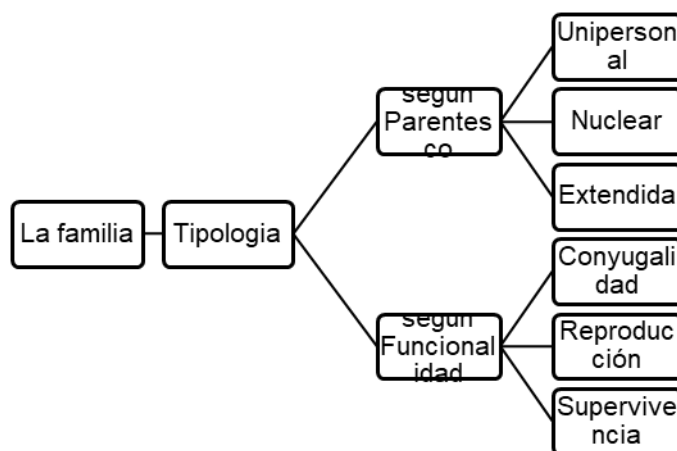 La familia
Tipologia
según
Parentes
co
Uniperson
al
Nuclear
Extendida
según
Funcional
idad
Conyugali
dad
Reproduc
ción
Supervive
ncia